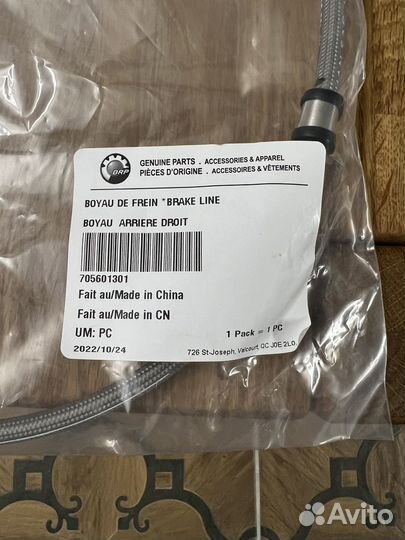 brp
GENUINE PARTS . ACCESSORIES & APPAREL
PIÈCES D'ORIGINE . ACCESSOIRES & VÊTEMENTS
BOYAU DE FREIN *BRAKE LINE
BOYAU ARRIERE DROIT
705601301
Fait au/Made in China
Fait au/Made in CN
UM: PC
1 Pack = 1 PC
2022/10/24
726 St-Joseph, Valcourt, QC J0E 2L0,
Avito